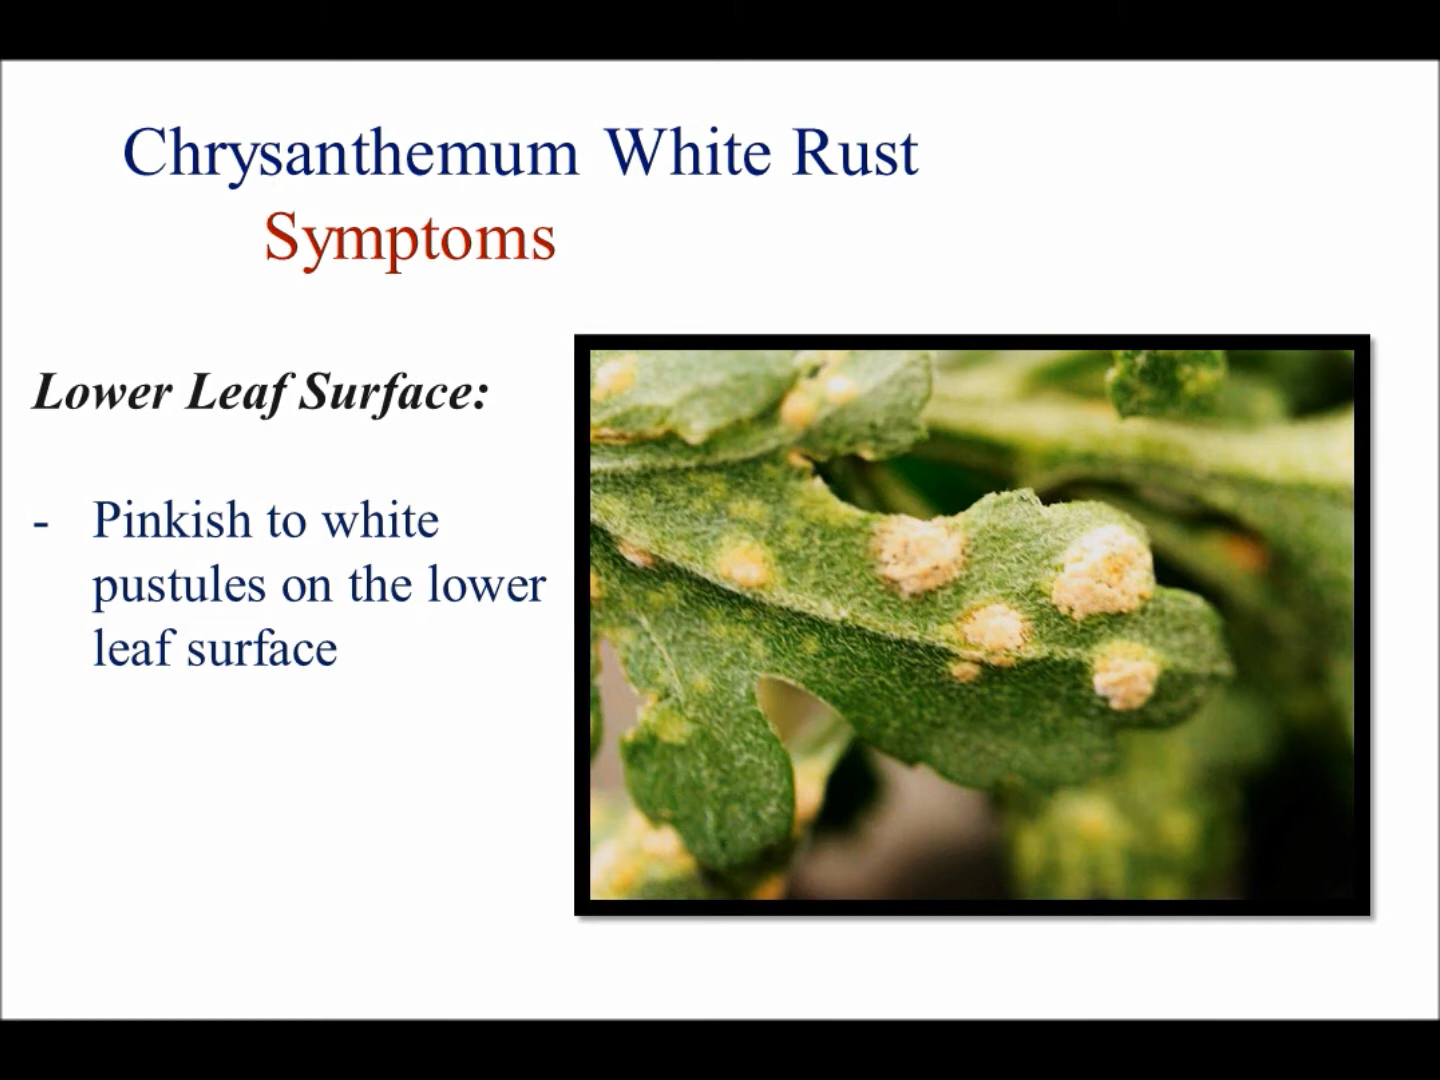 Chrysanthemum White Rust
Symptoms
Lower Leaf Surface:
- Pinkish to white
pustules on the lower
leaf surface